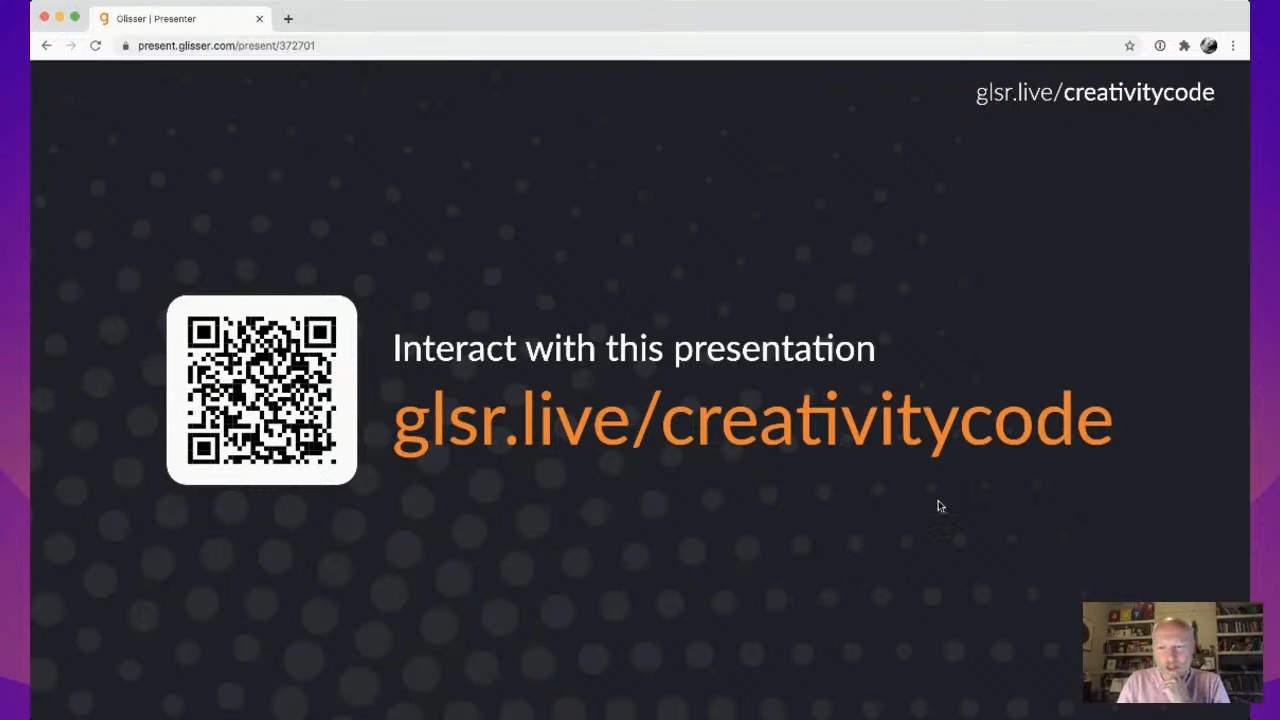 Glisser | Presenter
present.glisser.com/present/372701
glsr.live/creativitycode
Interact with this presentation
glsr.live/creativitycode